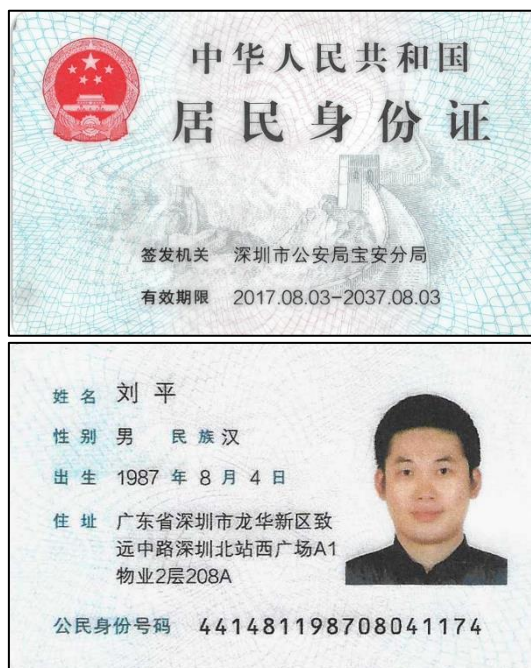 中华人民共和国
居民身份证
签发机关 深圳市公安局宝安分局
有效期限 2017.08.03-2037.08.03
姓名 刘平
性别 男 民族 汉
出生 1987 年 8 月 4 日
住址 广东省深圳市龙华新区致
远中路深圳北站西广场A1
物业2层208A
公民身份号码 441481198708041174